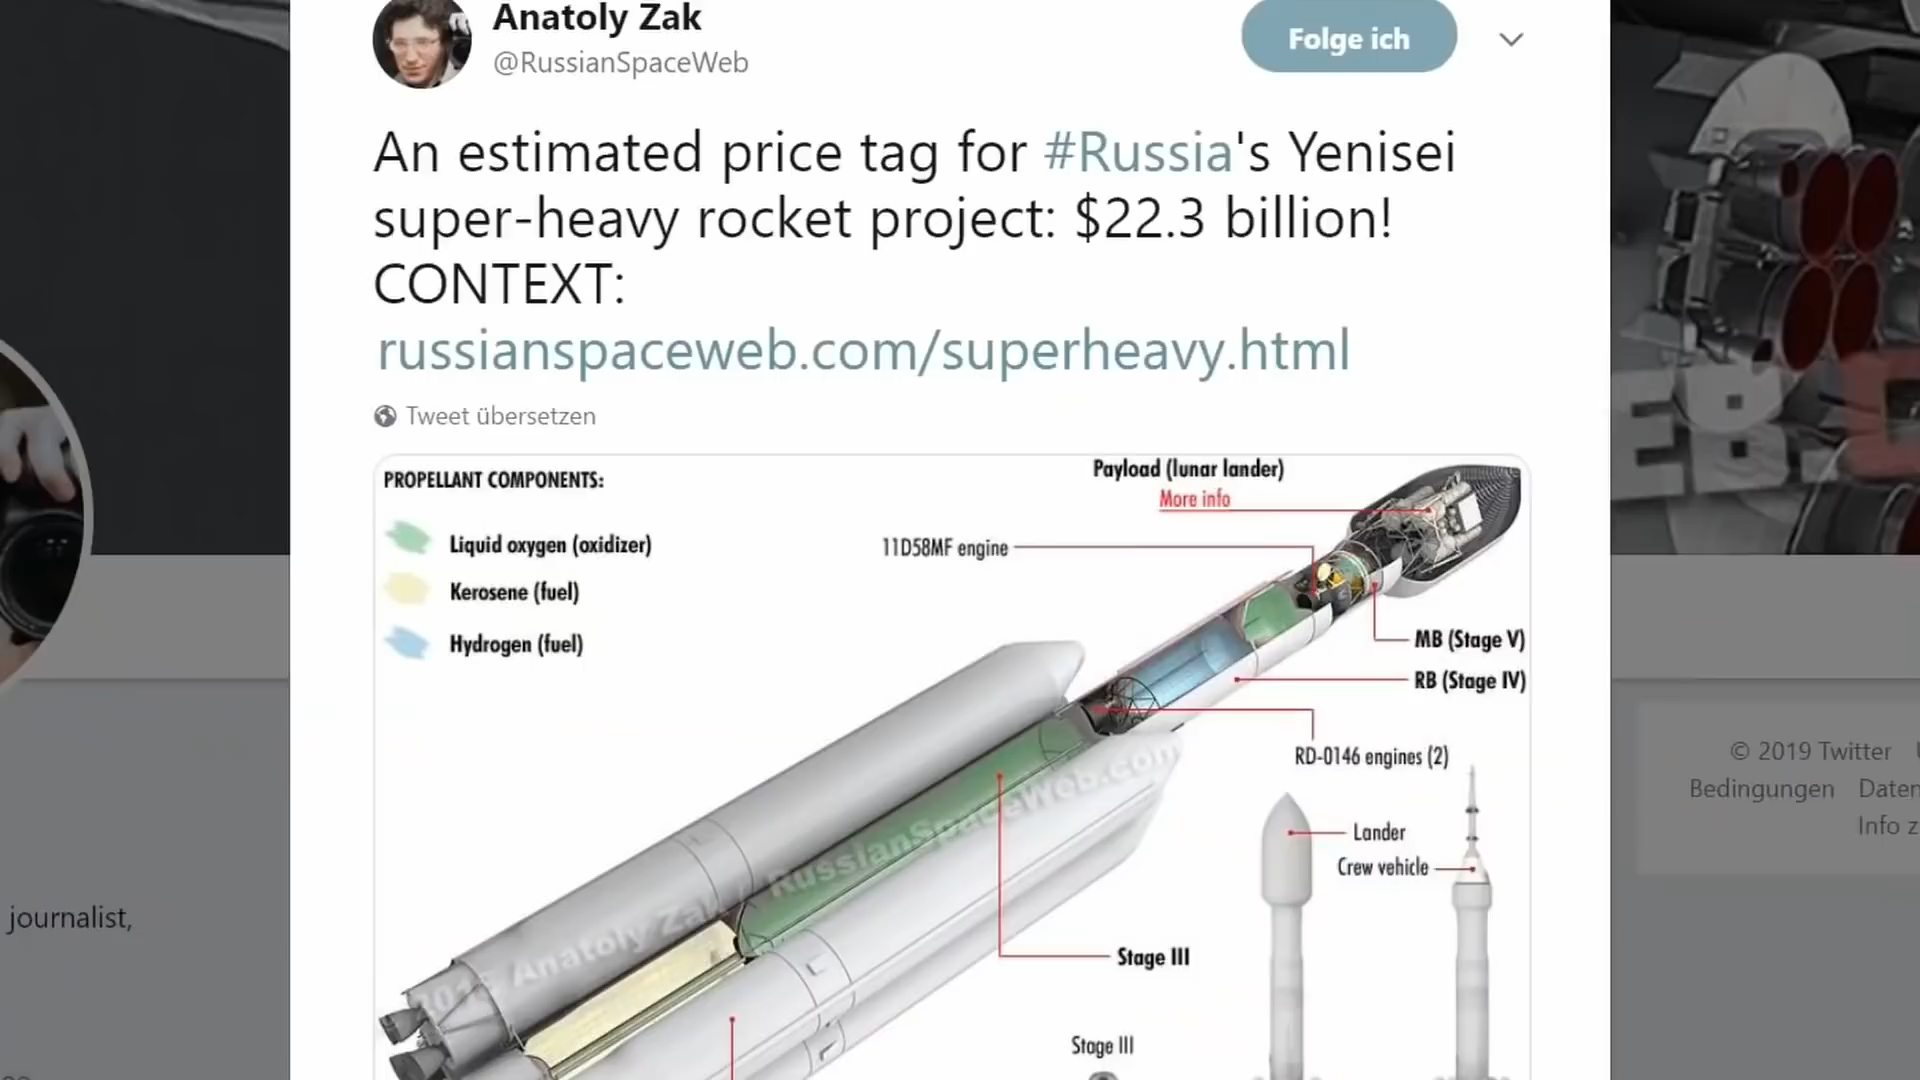 Anatoly Zak
@RussianSpaceWeb
Folge ich
An estimated price tag for #Russia's Yenisei
super-heavy rocket project: $22.3 billion!
CONTEXT:
russianspaceweb.com/superheavy.html
Tweet übersetzen
PROPELLANT COMPONENTS:
Liquid oxygen (oxidizer)
Kerosene (fuel)
Hydrogen (fuel)
Payload (lunar lander)
More info
11D58MF engine
MB (Stage V)
RB (Stage IV)
RD-0146 engines (2)
Lander
Crew vehicle
Stage III
Stage III
Anatoly Zak / RussianSpaceWeb.com
journalist,
© 2019 Twitter
Bedingungen
Info